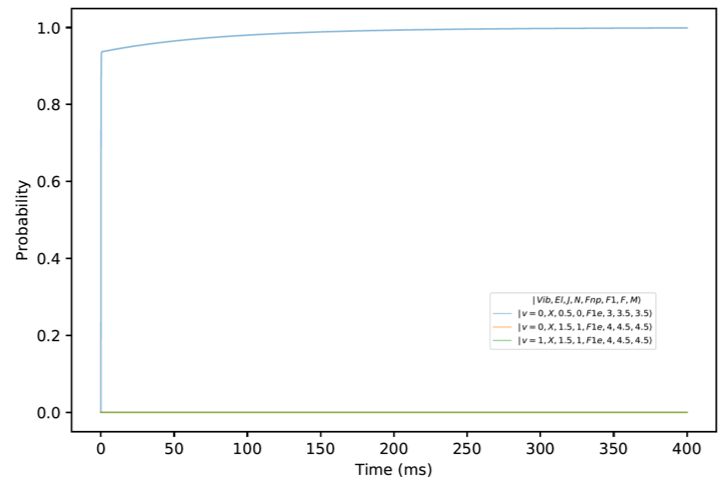 1.0
0.8
0.6
0.4
0.2
0.0
Probability
|Vib, El, J, N, Fnp, F1, F, M⟩
|v = 0, X, 0.5, 0, F1e, 3, 3.5, 3.5⟩
|v = 0, X, 1.5, 1, F1e, 4, 4.5, 4.5⟩
|v = 1, X, 1.5, 1, F1e, 4, 4.5, 4.5⟩
0 50 100 150 200 250 300 350 400
Time (ms)